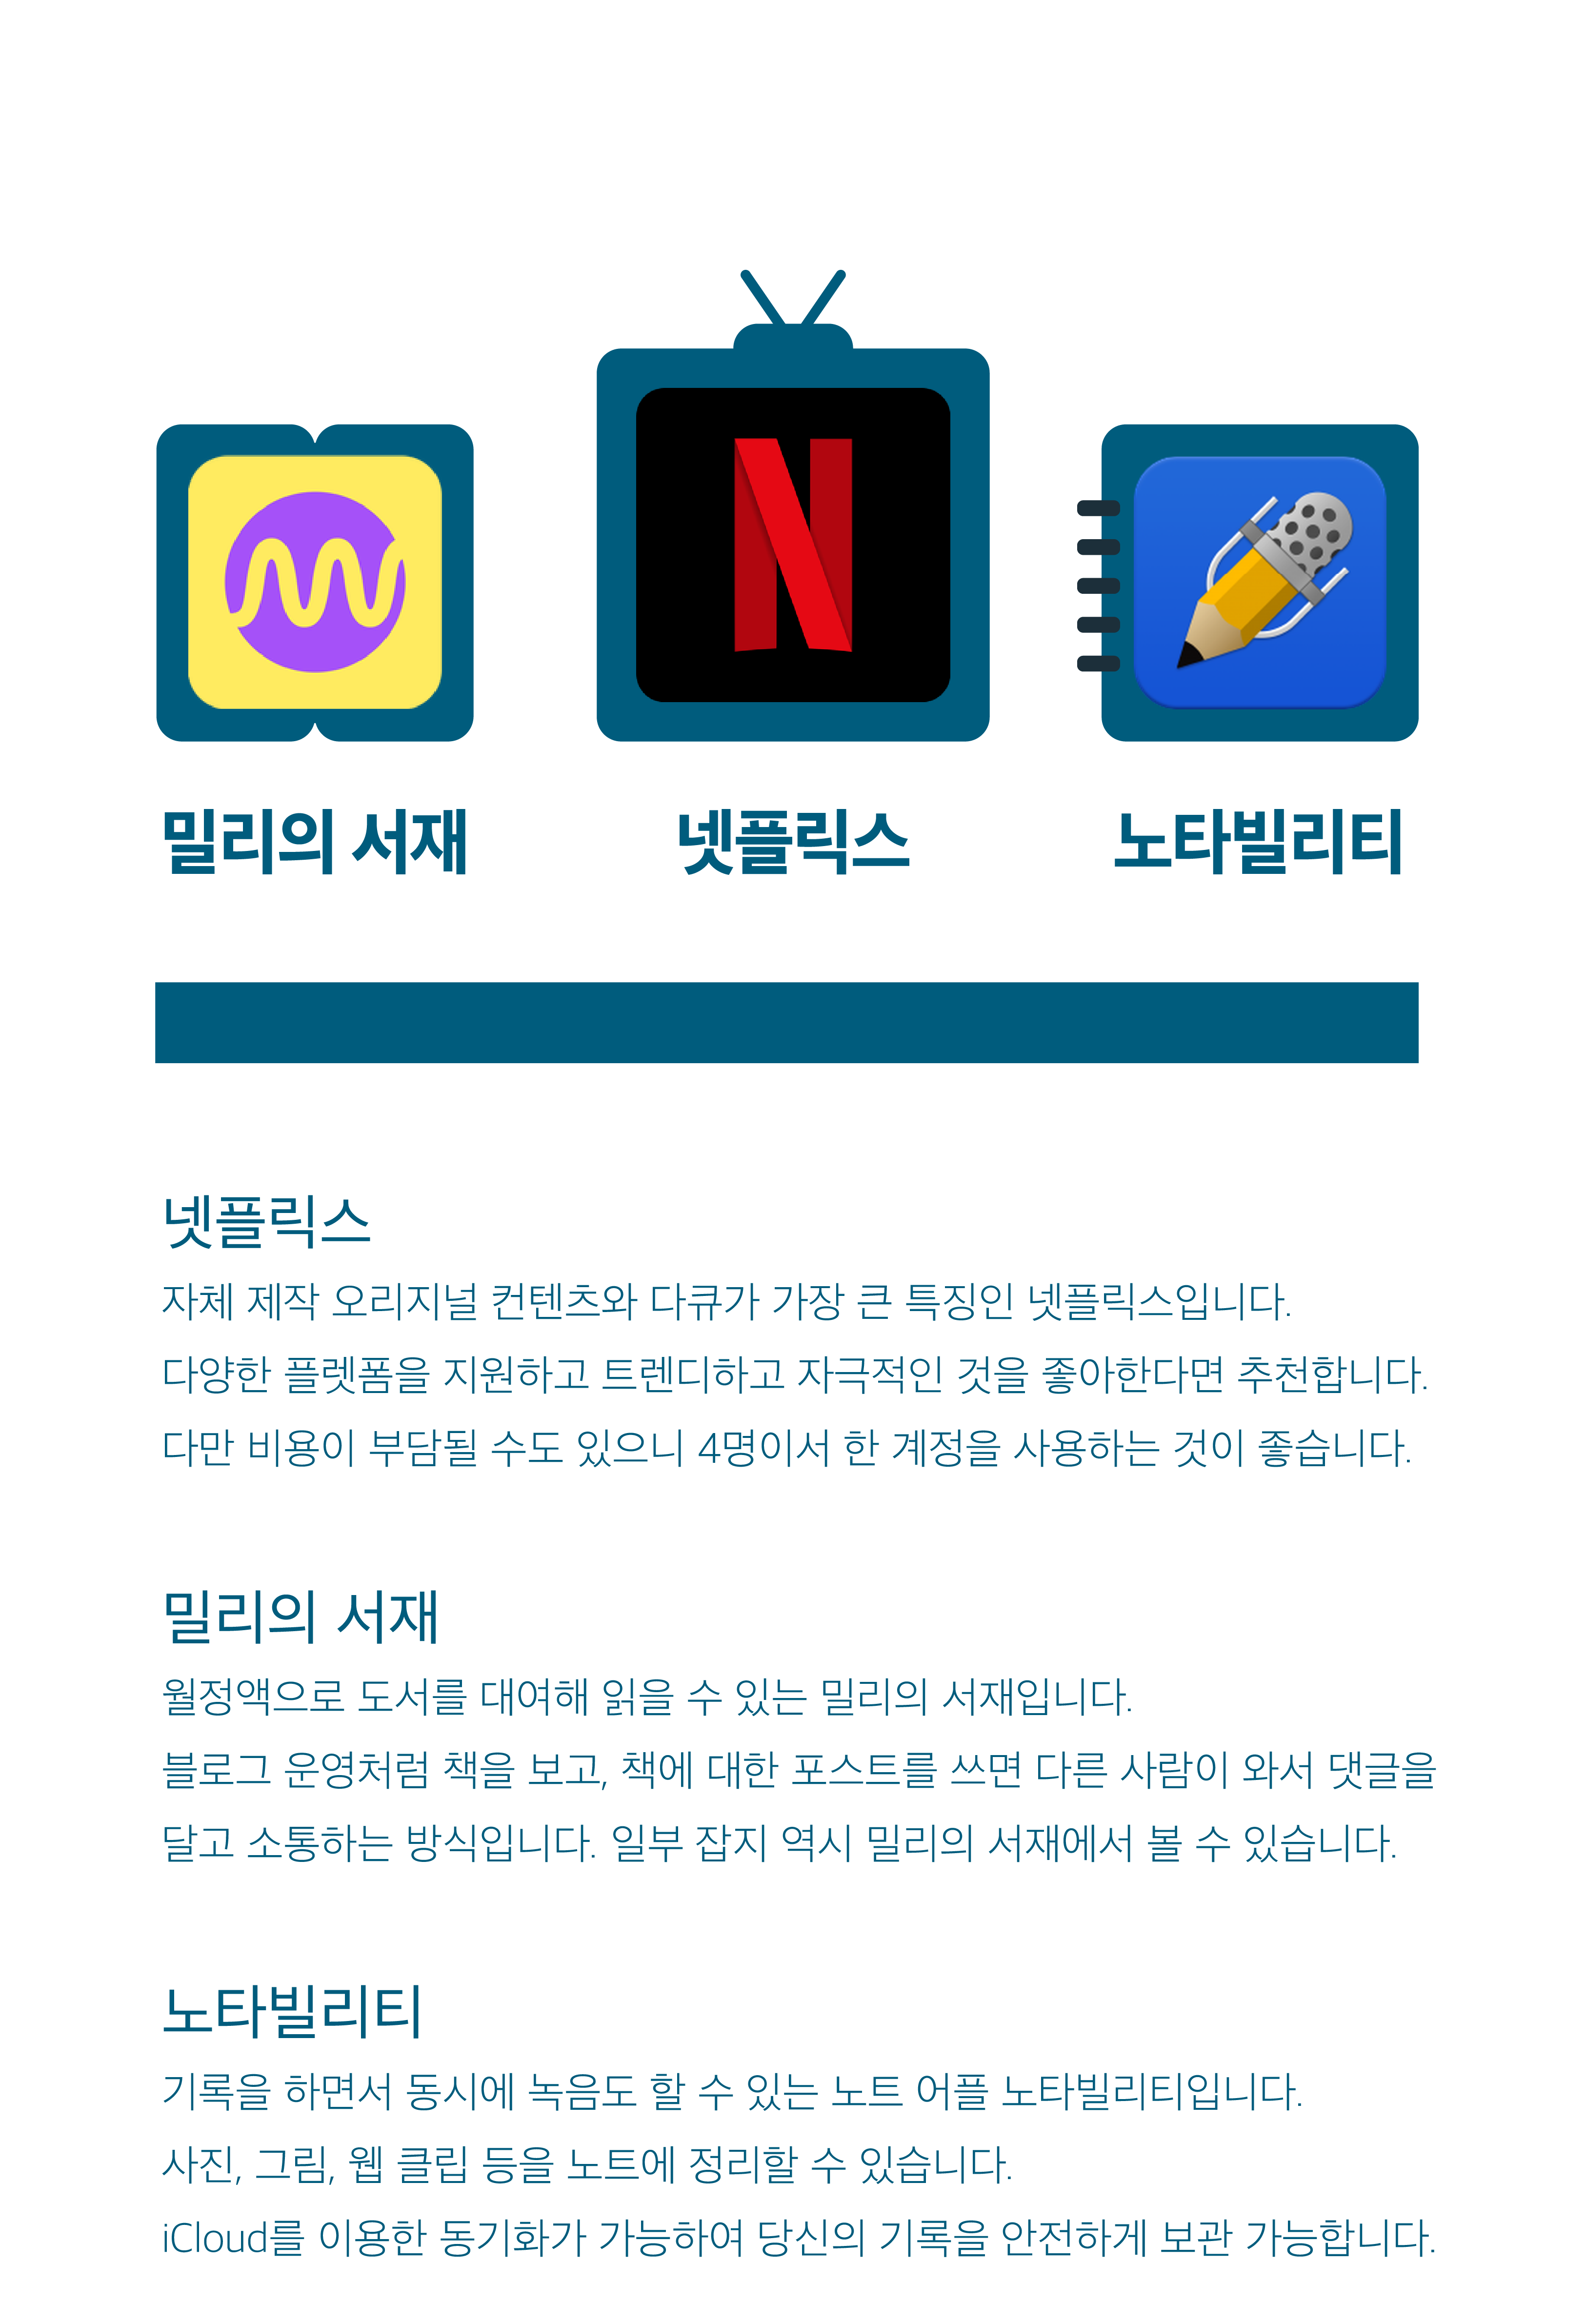 밀리의 서재
넷플릭스
노타빌리티
넷플릭스
자체 제작 오리지널 컨텐츠와 다큐가 가장 큰 특징인 넷플릭스입니다.
다양한 플렛폼을 지원하고 트렌디하고 자극적인 것을 좋아한다면 추천합니다.
다만 비용이 부담될 수도 있으니 4명이서 한 계정을 사용하는 것이 좋습니다.
밀리의 서재
월정액으로 도서를 대여해 읽을 수 있는 밀리의 서재입니다.
블로그 운영처럼 책을 보고, 책에 대한 포스트를 쓰면 다른 사람이 와서 댓글을
달고 소통하는 방식입니다. 일부 잡지 역시 밀리의 서재에서 볼 수 있습니다.
노타빌리티
기록을 하면서 동시에 녹음도 할 수 있는 노트 어플 노타빌리티입니다.
사진, 그림, 웹 클립 등을 노트에 정리할 수 있습니다.
iCloud를 이용한 동기화가 가능하여 당신의 기록을 안전하게 보관 가능합니다.